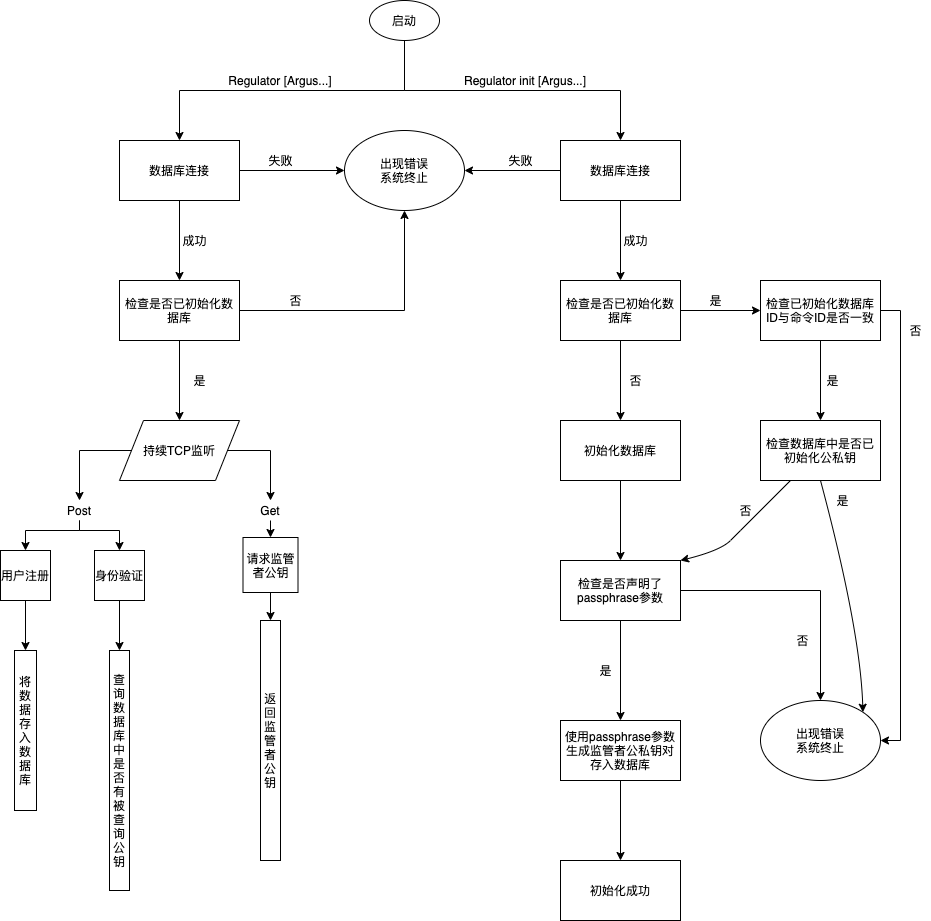 启动
Regulator [Argus...]
Regulator init [Argus...]
数据库连接
失败
出现错误
系统终止
失败
数据库连接
成功
成功
检查是否已初始化数
据库
否
检查是否已初始化数
据库
是
检查已初始化数据库
ID与命令ID是否一致
否
是
否
是
持续TCP监听
初始化数据库
检查数据库中是否已
初始化公私钥
Post
Get
否
是
用户注册
身份验证
请求监管
者公钥
检查是否声明了
passphrase参数
否
是
将数据存入数据库
查询数据库中是否有被查询公钥
返回监管者公钥
使用passphrase参数
生成监管者公私钥对
存入数据库
出现错误
系统终止
初始化成功